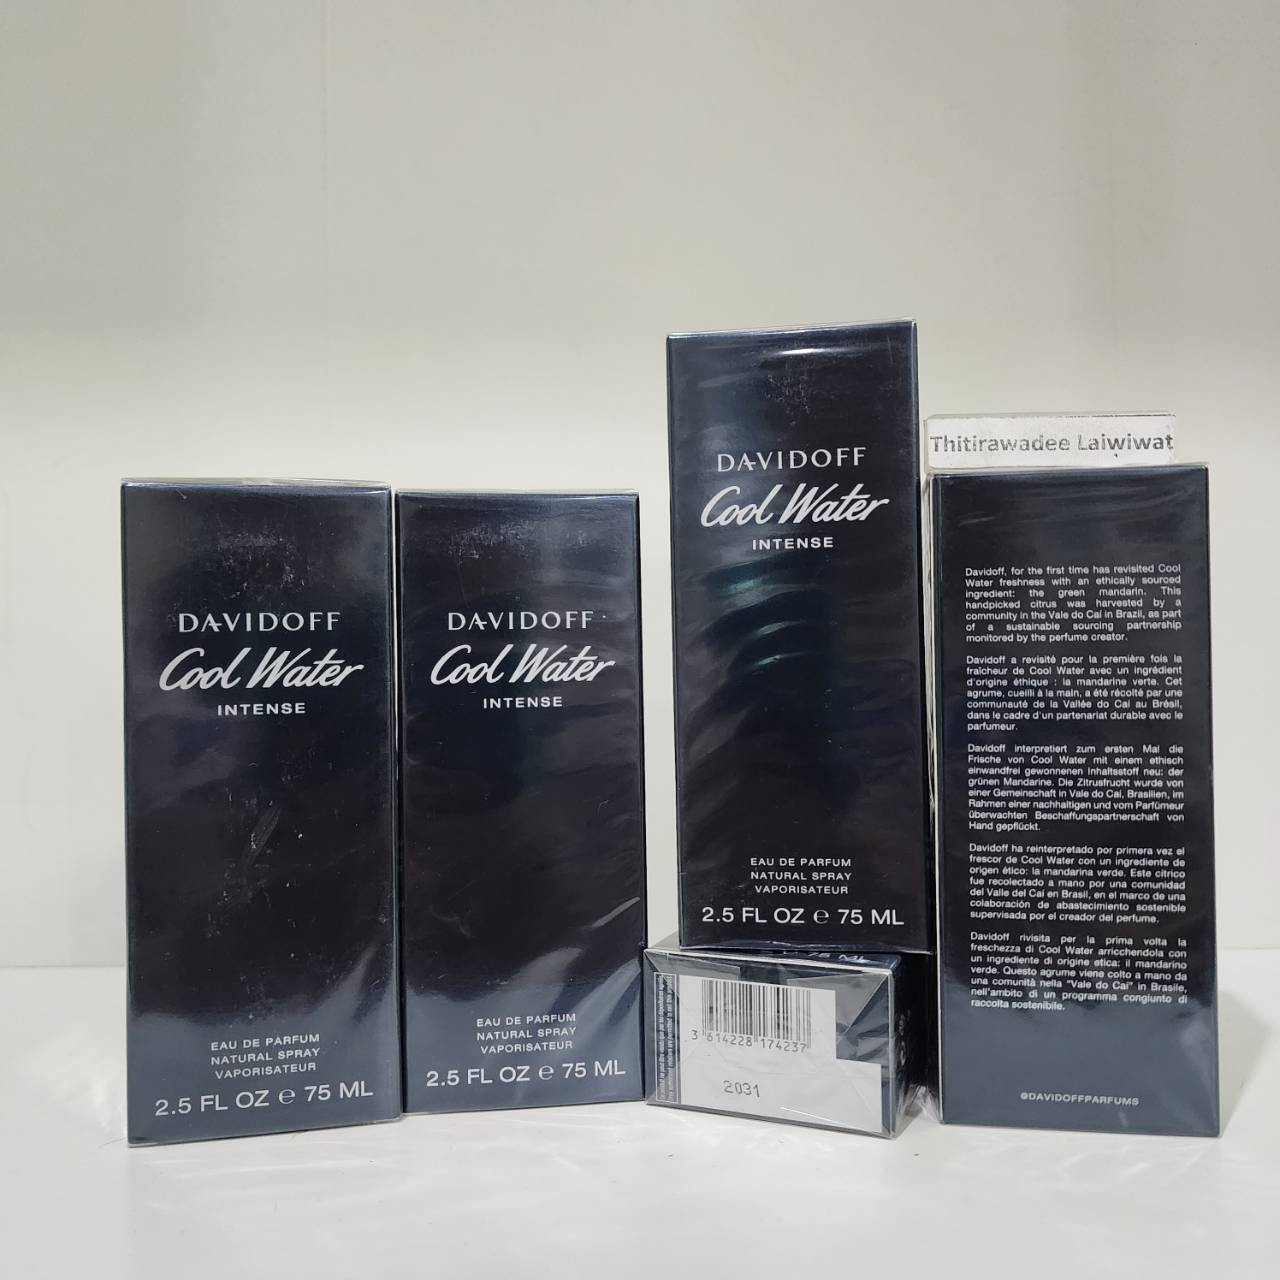 DAVIDOFF
Cool Water
INTENSE
EAU DE PARFUM
NATURAL SPRAY
VAPORISATEUR
2.5 FL OZ e 75 ML
DAVIDOFF
Cool Water
INTENSE
EAU DE PARFUM
NATURAL SPRAY
VAPORISATEUR
2.5 FL OZ e 75 ML
DAVIDOFF
Cool Water
INTENSE
EAU DE PARFUM
NATURAL SPRAY
VAPORISATEUR
2.5 FL OZ e 75 ML
75 ML
3 614228 174237
2031
Thitirawadee Laiwiwat
Davidoff, for the first time has revisited Cool
Water freshness with an ethically sourced
ingredient: the green mandarin. This
handpicked citrus was harvested by a
community in the Vale do Caí in Brazil, as part
of a sustainable sourcing partnership
monitored by the perfume creator.
Davidoff a revisité pour la première fois la
fraîcheur de Cool Water avec un ingrédient
d'origine éthique : la mandarine verte. Cet
agrume, cueilli à la main, a été récolté par une
communauté de la Vallée do Caí au Brésil,
dans le cadre d'un partenariat durable avec le
parfumeur.
Davidoff interpretiert zum ersten Mal die
Frische von Cool Water mit einem ethisch
einwandfrei gewonnenen Inhaltsstoff neu: der
grünen Mandarine. Die Zitrusfrucht wurde von
einer Gemeinschaft in Vale do Caí, Brasilien, im
Rahmen einer nachhaltigen und vom Parfümeur
überwachten Beschaffungspartnerschaft von
Hand gepflückt.
Davidoff ha reinterpretado por primera vez el
frescor de Cool Water con un ingrediente de
origen ético: la mandarina verde. Este cítrico
fue recolectado a mano por una comunidad
del Valle del Caí en Brasil, en el marco de una
colaboración de abastecimiento sostenible
supervisada por el creador del perfume.
Davidoff rivisita per la prima volta la
freschezza di Cool Water arricchendola con
un ingrediente di origine etica: il mandarino
verde. Questo agrume viene colto a mano da
una comunità nella "Vale do Caí" in Brasile,
nell'ambito di un programma congiunto di
raccolta sostenibile.
@DAVIDOFFPARFUMS